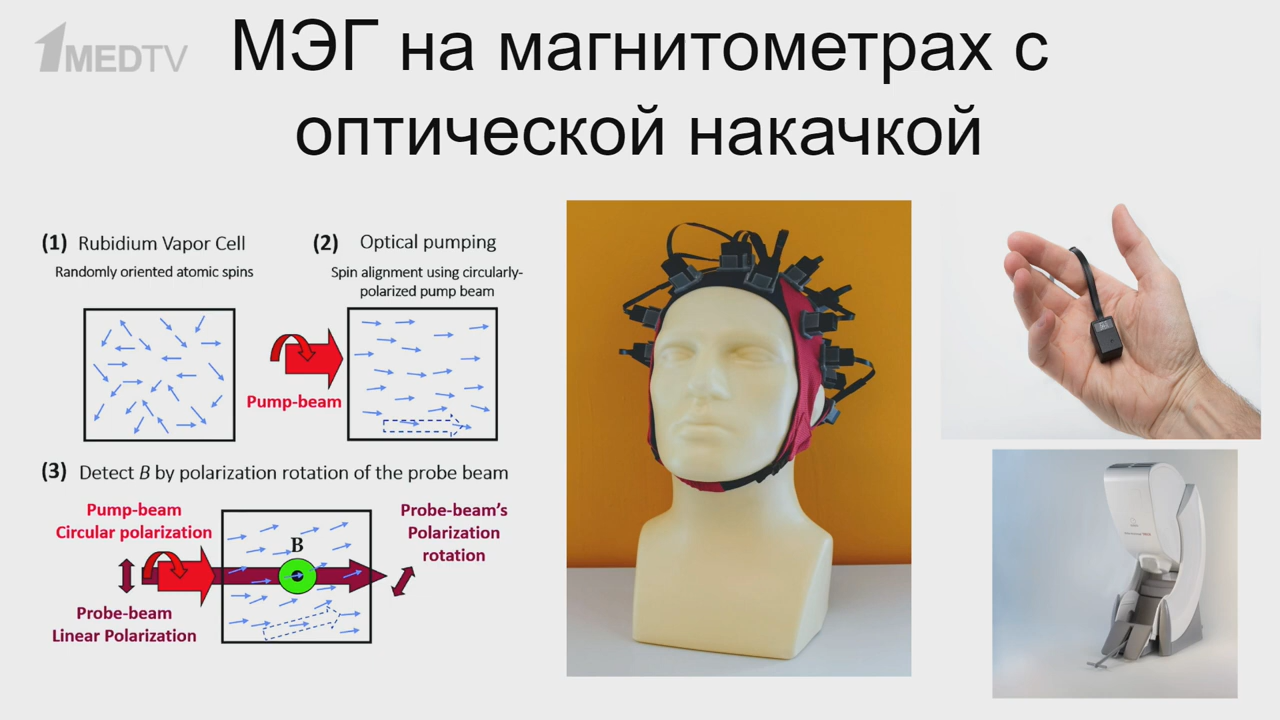 1MEDTV
МЭГ на магнитометрах с
оптической накачкой
(1) Rubidium Vapor Cell
Randomly oriented atomic spins
(2) Optical pumping
Spin alignment using circularly-
polarized pump beam
Pump-beam
(3) Detect B by polarization rotation of the probe beam
Pump-beam
Circular polarization
B
Probe-beam's
Polarization
rotation
Probe-beam
Linear Polarization